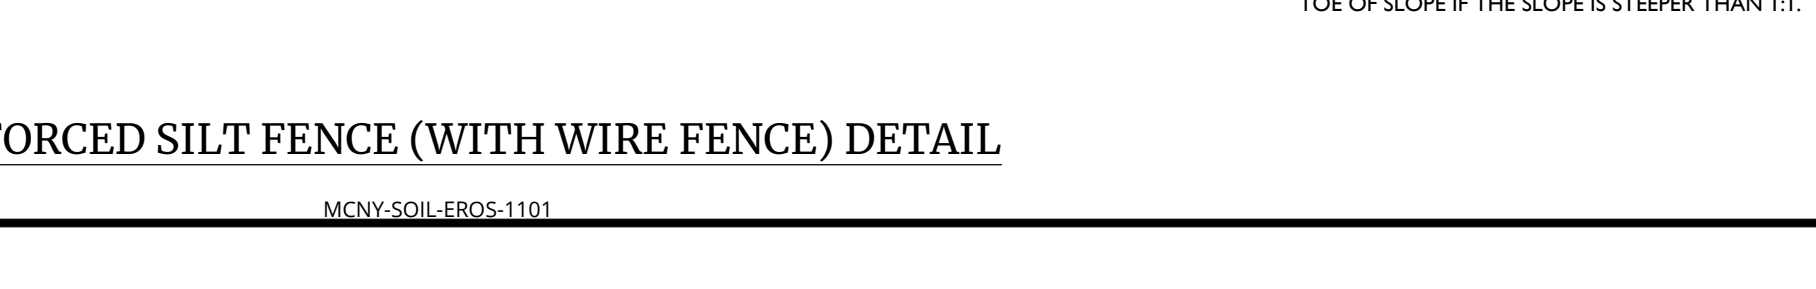 TOE OF SLOPE IF THE SLOPE IS STEEPER THAN 1:1.
FORCED SILT FENCE (WITH WIRE FENCE) DETAIL
MCNY-SOIL-EROS-1101